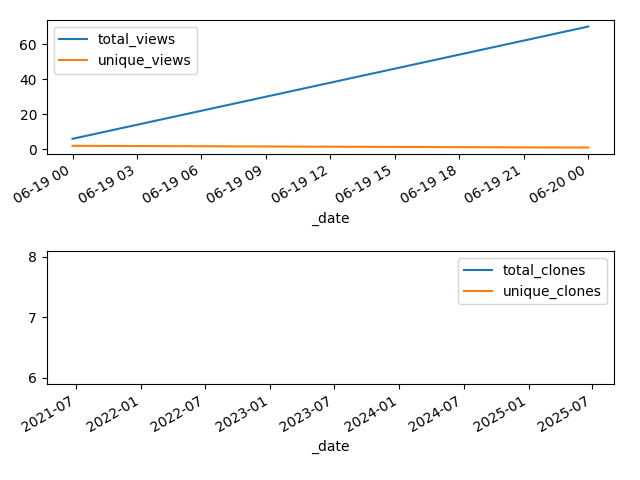 total_views
unique_views
60
40
20
0
06-19 00 06-19 03 06-19 06 06-19 09 06-19 12 06-19 15 06-19 18 06-19 21 06-20 00
_date
8
7
6
total_clones
unique_clones
2021-07 2022-01 2022-07 2023-01 2023-07 2024-01 2024-07 2025-01 2025-07
_date